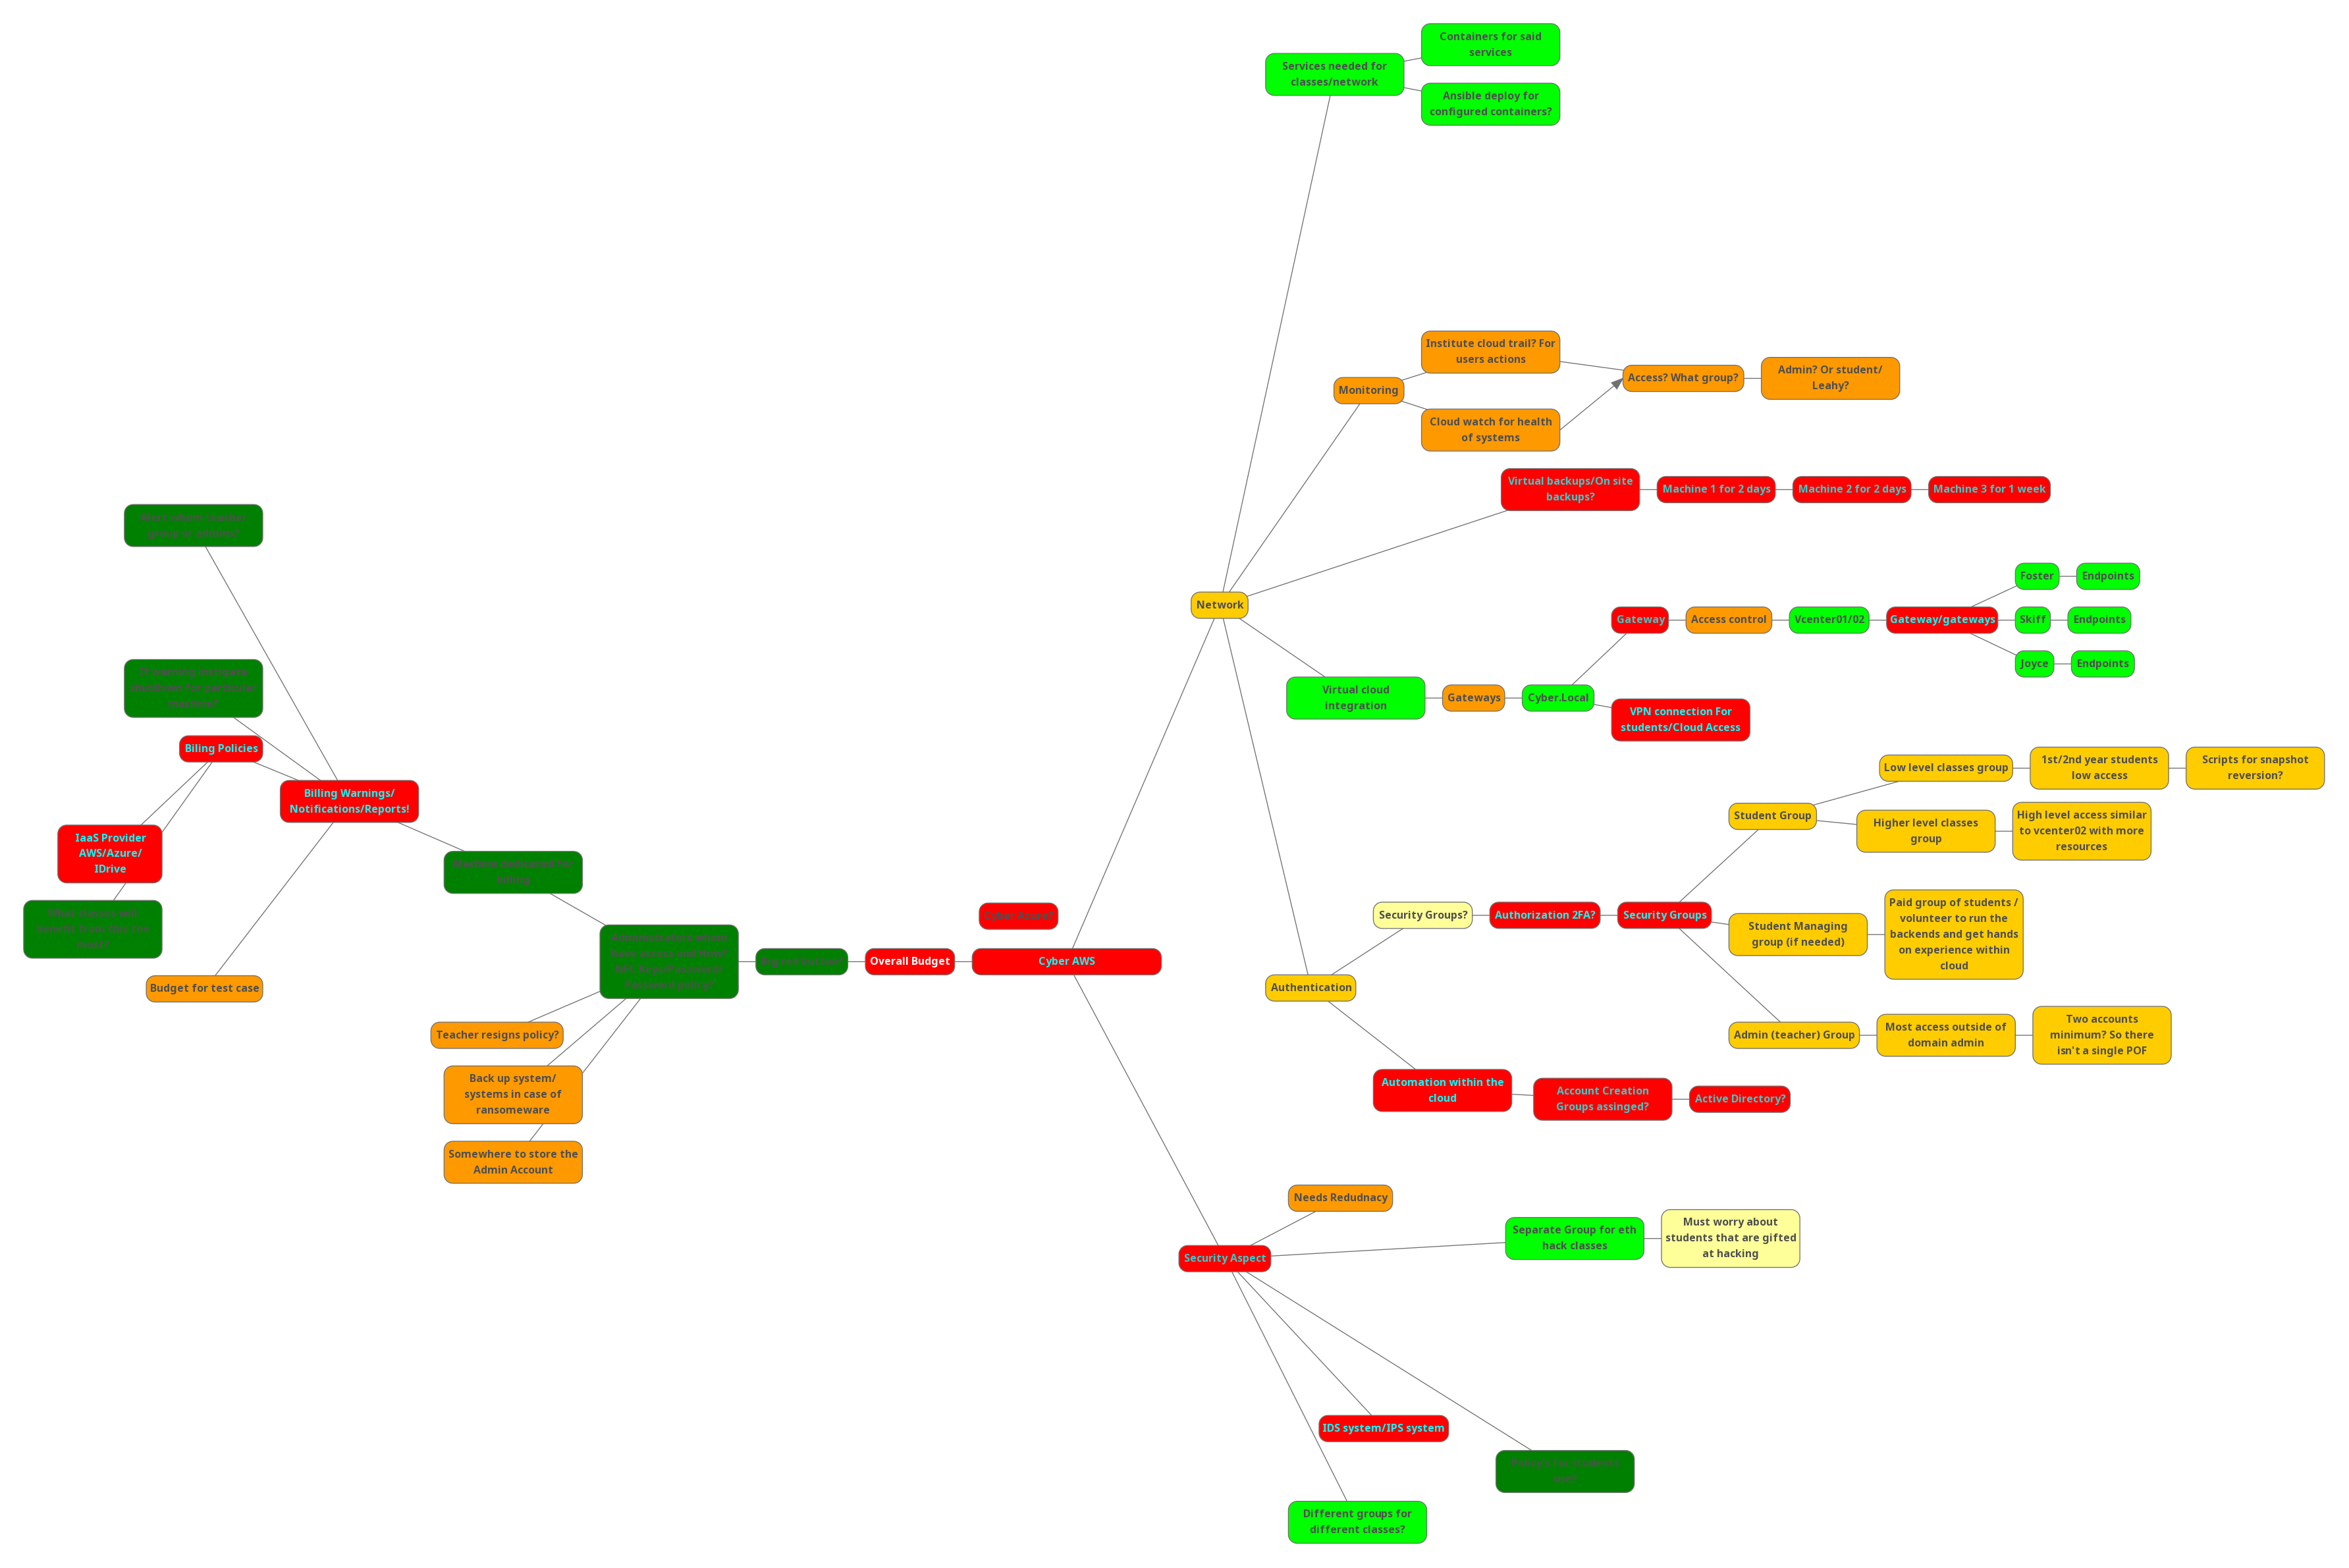 Containers for said
services
Services needed for
classes/network
Ansible deploy for
configured containers?
Institute cloud trail? For
users actions
Monitoring
Access? What group?
Admin? Or student/
Leahy?
Cloud watch for health
of systems
Virtual backups/On site
backups?
Machine 1 for 2 days
Machine 2 for 2 days
Machine 3 for 1 week
Network
Foster
Endpoints
Gateway
Access control
Vcenter01/02
Gateway/gateways
Skiff
Endpoints
Joyce
Endpoints
Virtual cloud
integration
Gateways
Cyber.Local
VPN connection For
students/Cloud Access
Biling Policies
Billing Warnings/
Notifications/Reports!
IaaS Provider
AWS/Azure/
IDrive
Budget for test case
Low level classes group
1st/2nd year students
low access
Scripts for snapshot
reversion?
Student Group
Higher level classes
group
High level access similar
to vcenter02 with more
resources
Security Groups?
Authorization 2FA?
Security Groups
Student Managing
group (if needed)
Paid group of students /
volunteer to run the
backends and get hands
on experience within
cloud
Admin (teacher) Group
Most access outside of
domain admin
Two accounts
minimum? So there
isn't a single POF
Authentication
Automation within the
cloud
Account Creation
Groups assinged?
Active Directory?
Cyber Azure?
Overall Budget
Cyber AWS
Teacher resigns policy?
Back up system/
systems in case of
ransomeware
Somewhere to store the
Admin Account
Needs Redudnacy
Security Aspect
Separate Group for eth
hack classes
Must worry about
students that are gifted
at hacking
IDS system/IPS system
Different groups for
different classes?